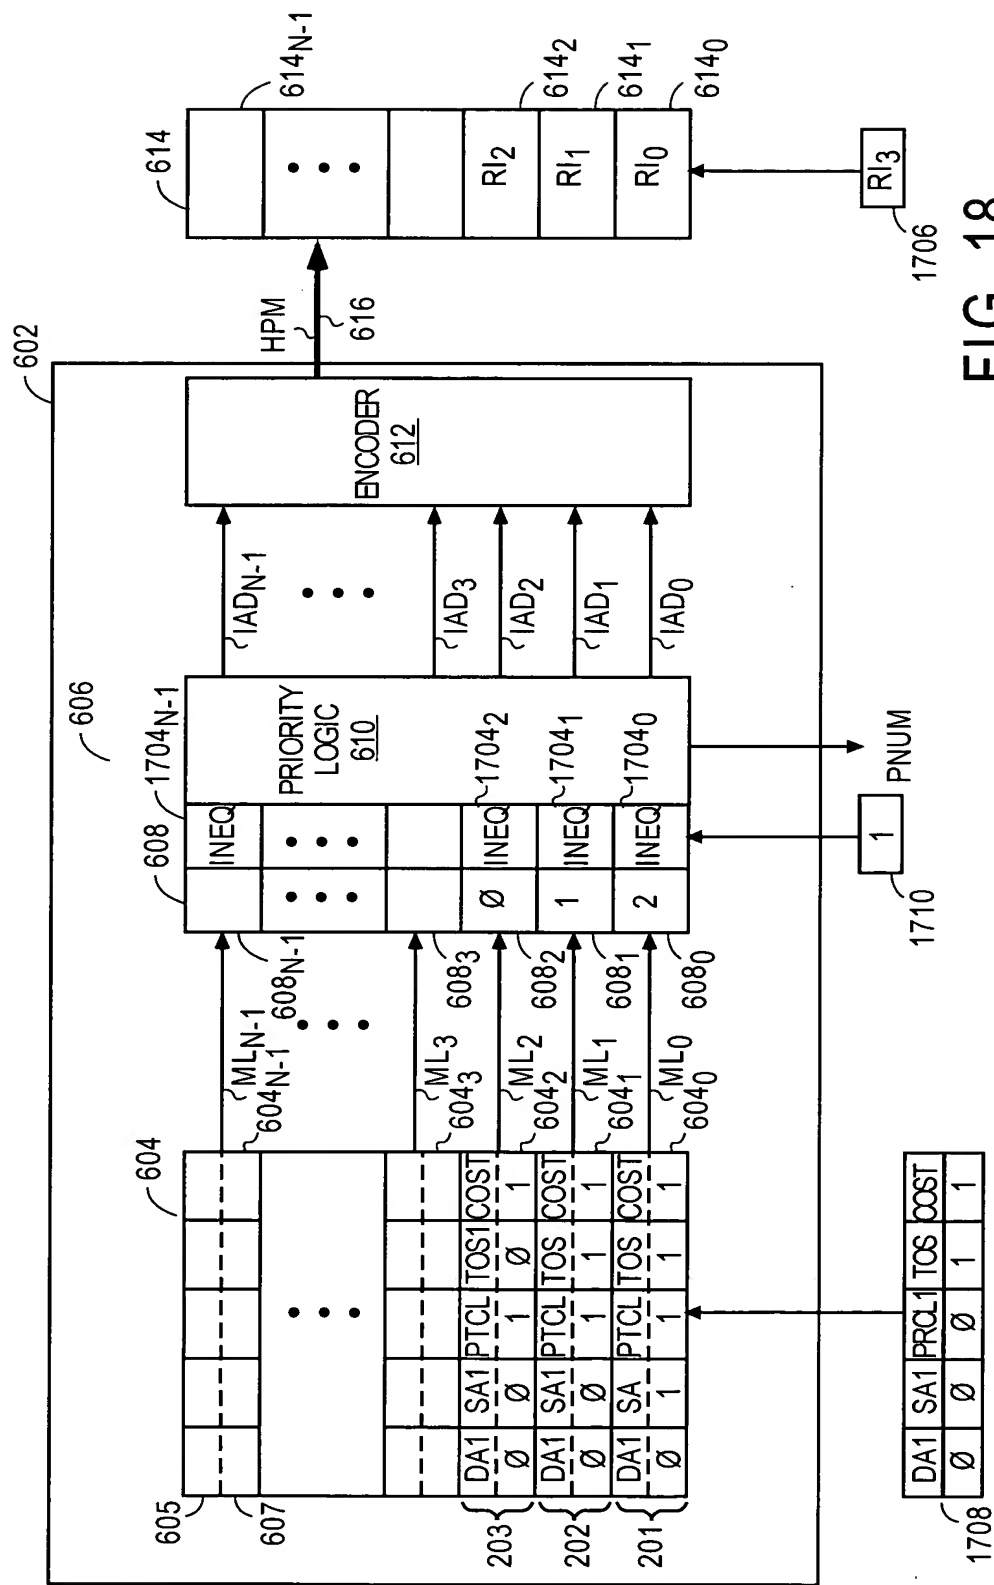 602
606
605
604
604N-1
MLN-1
608
1704N-1
614
614N-1
607
608N-1
INEQ
IADN-1
HPM
616
PRIORITY
LOGIC
610
ENCODER
612
6043
ML3
6083
IAD3
203
DA1 SA1 PTCL TOS1 COST
Ø Ø 1 Ø 1
6042
ML2
6082
Ø INEQ
17042
IAD2
RI2
6142
202
DA1 SA1 PTCL TOS COST
Ø Ø 1 1 1
6041
ML1
6081
1 INEQ
17041
IAD1
RI1
6141
201
DA1 SA PTCL TOS COST
Ø 1 1 1 1
6040
ML0
6080
2 INEQ
17040
IAD0
RI0
6140
PNUM
DA1 SA1 PRCL1 TOS COST
Ø Ø Ø 1 1
1708
1
1710
RI3
1706
FIG 18